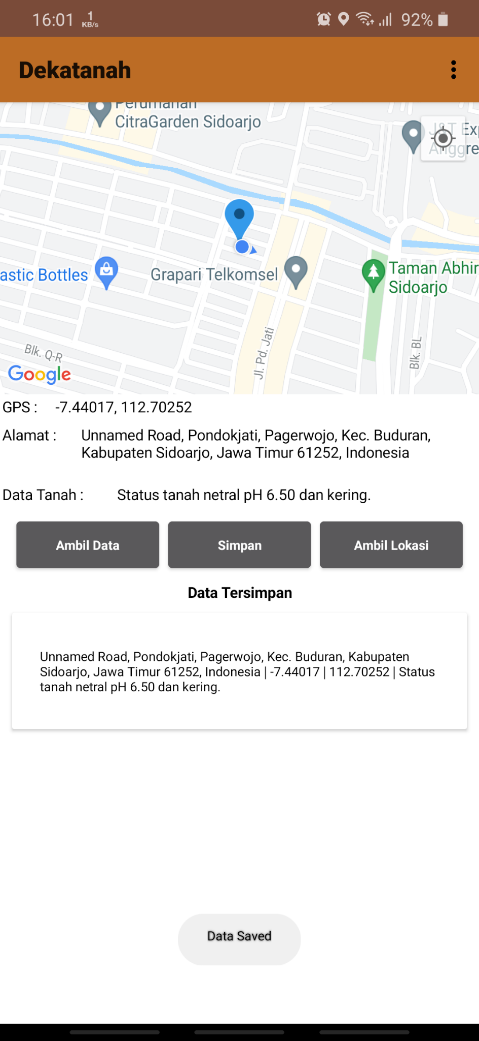 16:01 1 KB/s 92%
Dekatanah
Perumahan
CitraGarden Sidoarjo
J&T Exp
Anggre
astic Bottles
Grapari Telkomsel
Taman Abhir
Sidoarjo
Blk. Q-R
Jl. Pd. Jati
Blk. BL
Google
GPS : -7.44017, 112.70252
Alamat : Unnamed Road, Pondokjati, Pagerwojo, Kec. Buduran,
Kabupaten Sidoarjo, Jawa Timur 61252, Indonesia
Data Tanah : Status tanah netral pH 6.50 dan kering.
Ambil Data Simpan Ambil Lokasi
Data Tersimpan
Unnamed Road, Pondokjati, Pagerwojo, Kec. Buduran, Kabupaten
Sidoarjo, Jawa Timur 61252, Indonesia | -7.44017 | 112.70252 | Status
tanah netral pH 6.50 dan kering.
Data Saved